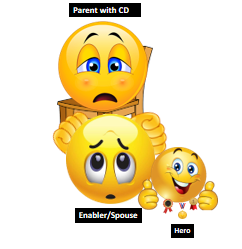 Parent with CD
Enabler/Spouse
Hero